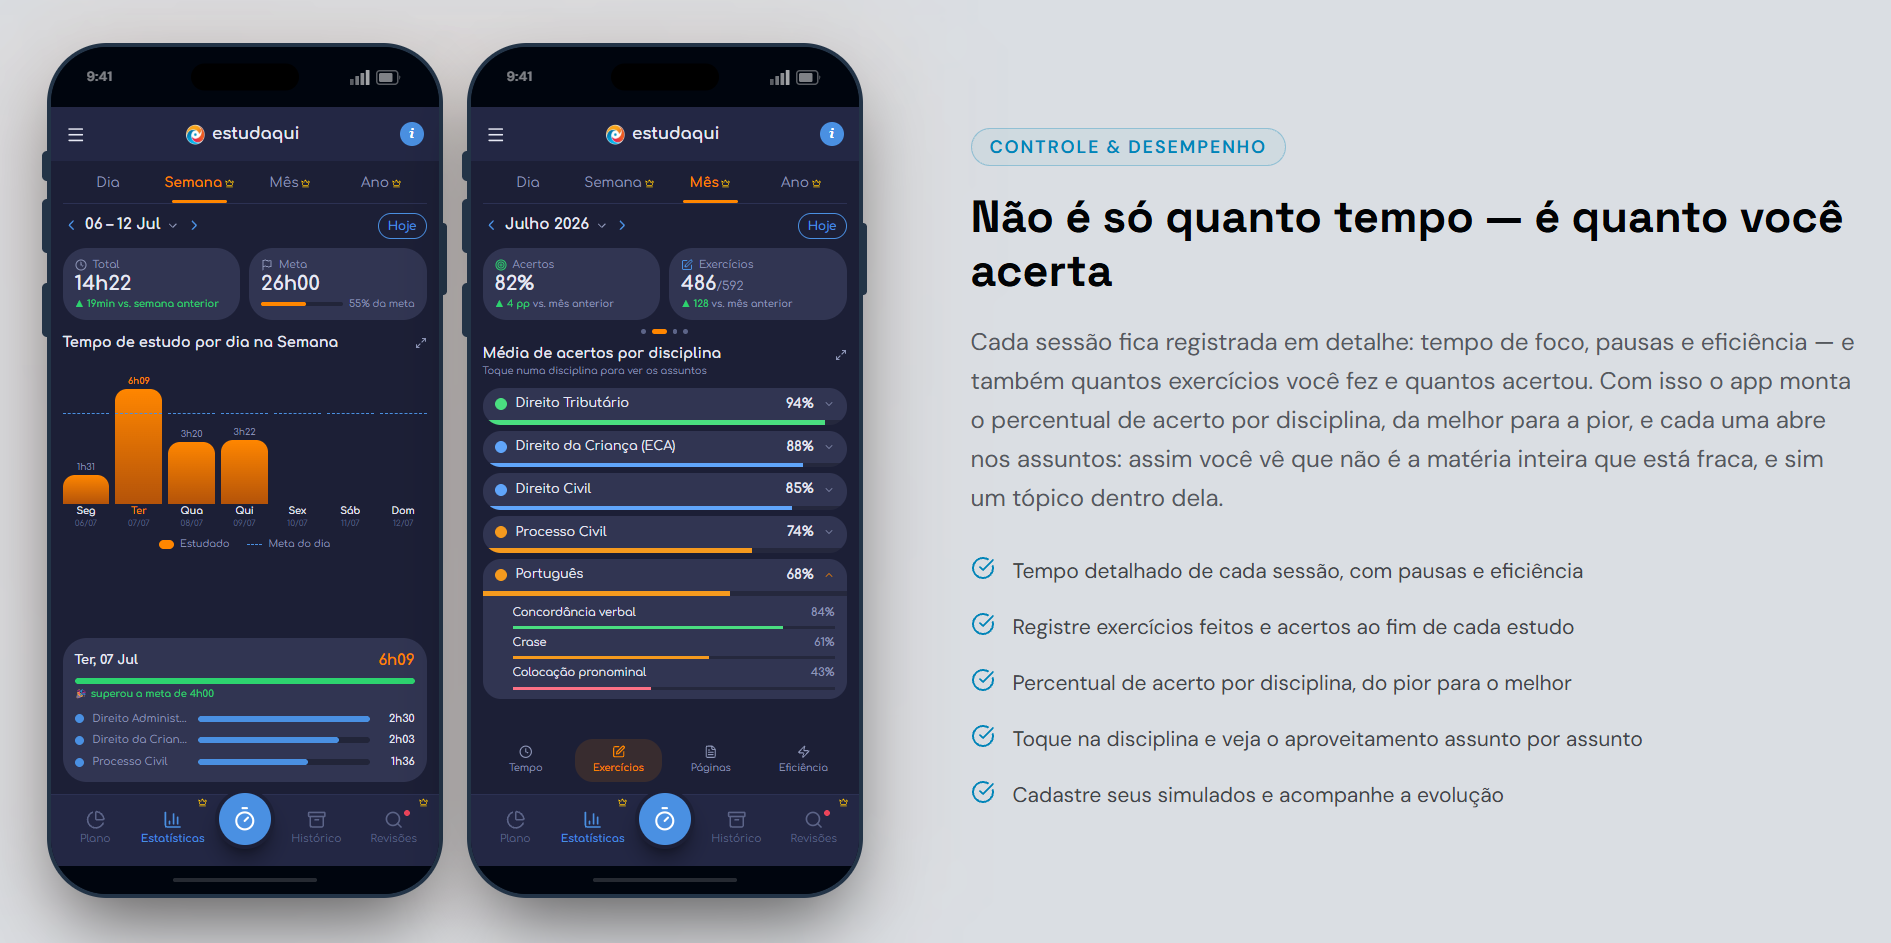 9:41
estudaqui
i
Dia Semana Mês Ano
06 – 12 Jul Hoje
Total
14h22
▲ 19min vs. semana anterior
Meta
26h00
55% da meta
Tempo de estudo por dia na Semana
6h09
3h20 3h22
1h31
Seg Ter Qua Qui Sex Sáb Dom
06/07 07/07 08/07 09/07 10/07 11/07 12/07
Estudado Meta do dia
Ter, 07 Jul 6h09
superou a meta de 4h00
Direito Administ... 2h30
Direito da Crian... 2h03
Processo Civil 1h36
Plano Estatísticas Histórico Revisões
9:41
estudaqui
i
Dia Semana Mês Ano
Julho 2026 Hoje
Acertos
82%
▲ 4 pp vs. mês anterior
Exercícios
486/592
▲ 128 vs. mês anterior
Média de acertos por disciplina
Toque numa disciplina para ver os assuntos
Direito Tributário 94%
Direito da Criança (ECA) 88%
Direito Civil 85%
Processo Civil 74%
Português 68%
Concordância verbal 84%
Crase 61%
Colocação pronominal 43%
Tempo Exercícios Páginas Eficiência
Plano Estatísticas Histórico Revisões
CONTROLE & DESEMPENHO
Não é só quanto tempo — é quanto você
acerta
Cada sessão fica registrada em detalhe: tempo de foco, pausas e eficiência — e
também quantos exercícios você fez e quantos acertou. Com isso o app monta
o percentual de acerto por disciplina, da melhor para a pior, e cada uma abre
nos assuntos: assim você vê que não é a matéria inteira que está fraca, e sim
um tópico dentro dela.
Tempo detalhado de cada sessão, com pausas e eficiência
Registre exercícios feitos e acertos ao fim de cada estudo
Percentual de acerto por disciplina, do pior para o melhor
Toque na disciplina e veja o aproveitamento assunto por assunto
Cadastre seus simulados e acompanhe a evolução